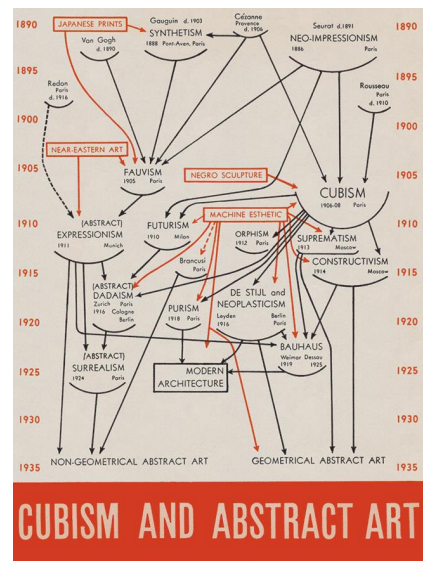 1890
JAPANESE PRINTS
Gauguin d. 1903
SYNTHETISM
1888 Pont-Aven, Paris
Cézanne
Provence
d. 1906
Seurat d.1891
NEO-IMPRESSIONISM
1886 Paris
1890
Van Gogh
d. 1890
1895
Redon
Paris
d. 1916
Rousseau
Paris
d. 1910
1895
1900
1900
NEAR-EASTERN ART
1905
FAUVISM
1905 Paris
NEGRO SCULPTURE
CUBISM
1906-08 Paris
1905
1910
(ABSTRACT)
EXPRESSIONISM
1911 Munich
FUTURISM
1910 Milan
MACHINE ESTHETIC
ORPHISM
1912 Paris
SUPREMATISM
1913 Moscow
1910
Brancusi
Paris
CONSTRUCTIVISM
1914 Moscow
1915
(ABSTRACT)
DADAISM
Zurich Paris
1916 Cologne
Berlin
PURISM
1918 Paris
DE STIJL and
NEOPLASTICISM
Leyden Berlin
1916 Paris
1915
1920
1920
BAUHAUS
Weimar Dessau
1919 1925
1925
(ABSTRACT)
SURREALISM
1924 Paris
MODERN
ARCHITECTURE
1925
1930
1930
1935
NON-GEOMETRICAL ABSTRACT ART
GEOMETRICAL ABSTRACT ART
1935
CUBISM AND ABSTRACT ART